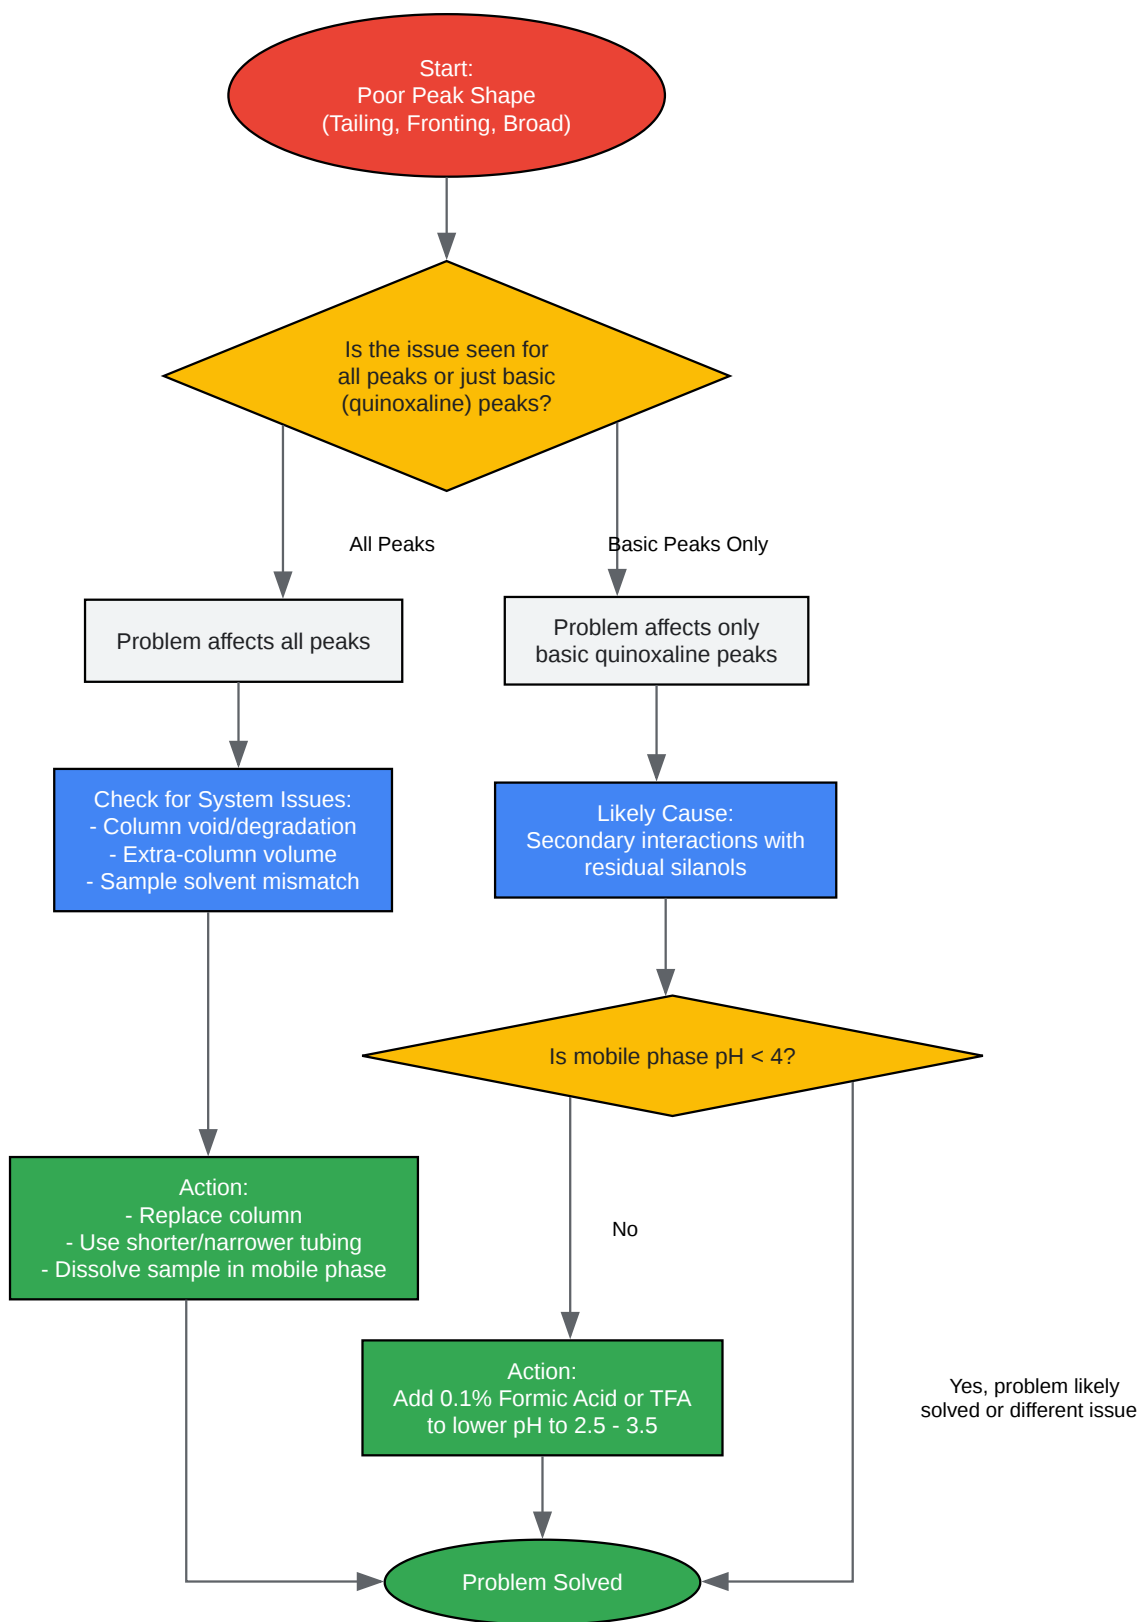 Start:
Poor Peak Shape
(Tailing, Fronting, Broad)
Is the issue seen for
all peaks or just basic
(quinoxaline) peaks?
All Peaks
Basic Peaks Only
Problem affects all peaks
Problem affects only
basic quinoxaline peaks
Check for System Issues:
- Column void/degradation
- Extra-column volume
- Sample solvent mismatch
Likely Cause:
Secondary interactions with
residual silanols
Is mobile phase pH < 4?
Action:
- Replace column
- Use shorter/narrower tubing
- Dissolve sample in mobile phase
No
Action:
Add 0.1% Formic Acid or TFA
to lower pH to 2.5 - 3.5
Yes, problem likely
solved or different issue
Problem Solved